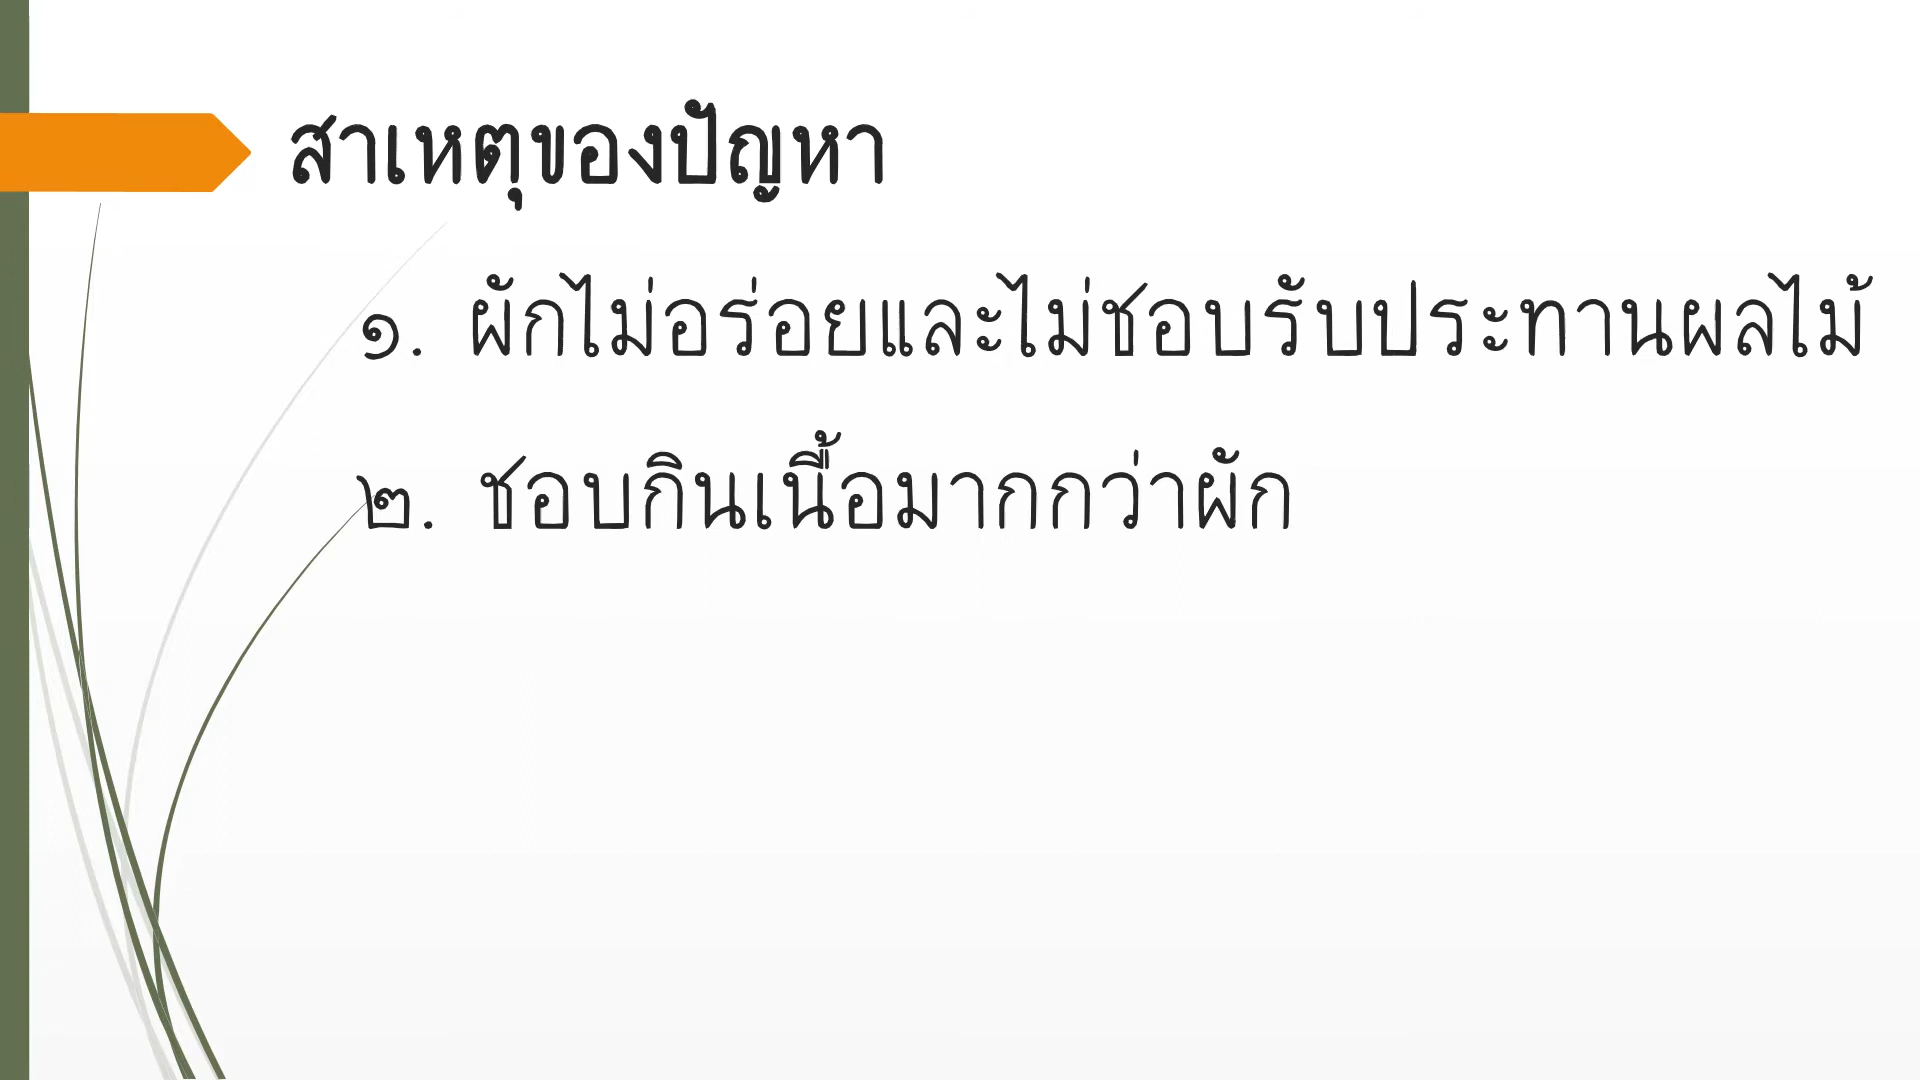 สาเหตุของปัญหา
๑. ผักไม่อร่อยและไม่ชอบรับประทานผลไม้
๒. ชอบกินเนื้อมากกว่าผัก